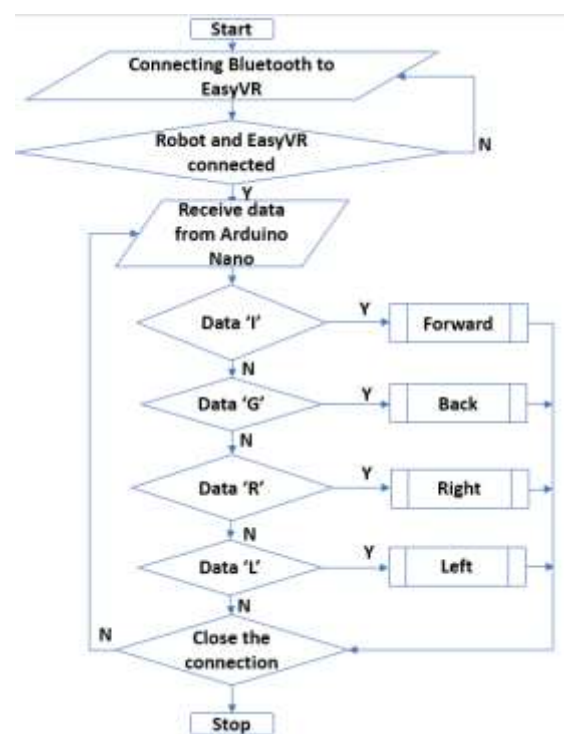 Start
Connecting Bluetooth to
EasyVR
Robot and EasyVR
connected
N
Y
Receive data
from Arduino
Nano
Data ‘I’
Y
Forward
N
Data ‘G’
Y
Back
N
Data ‘R’
Y
Right
N
Data ‘L’
Y
Left
N
N
Close the
connection
Stop